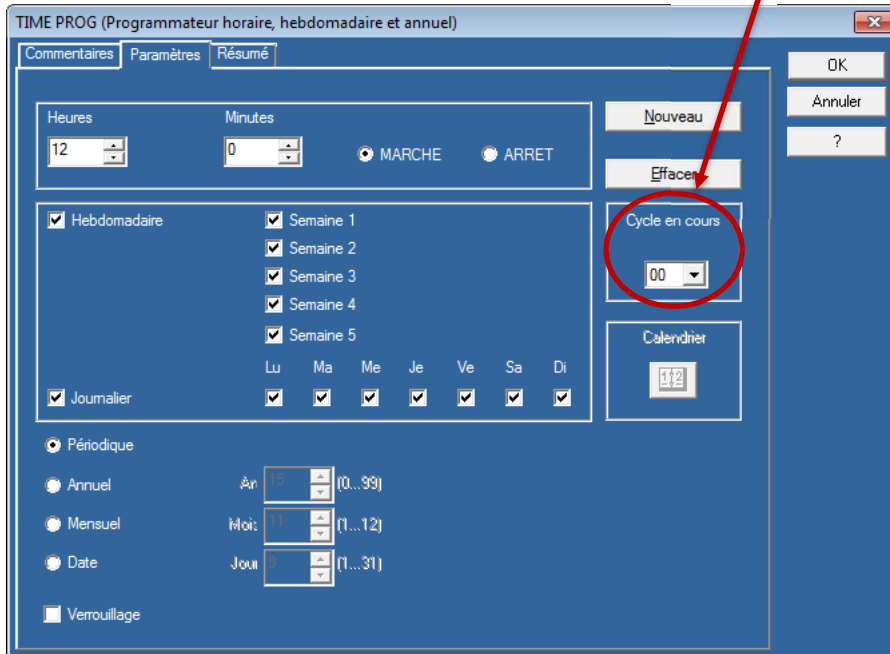 TIME PROG (Programmateur horaire, hebdomadaire et annuel)
Commentaires Paramètres Résumé
OK
Annuler
?
Heures Minutes
12 0 MARCHE ARRET
Nouveau
Effacer
Hebdomadaire Semaine 1
Semaine 2
Semaine 3
Semaine 4
Semaine 5
Lu Ma Me Je Ve Sa Di
Journalier
Cycle en cours
00
Calendrier
Périodique
Annuel An 15 (0...99)
Mensuel Mois 11 (1...12)
Date Jour 9 (1...31)
Verrouillage